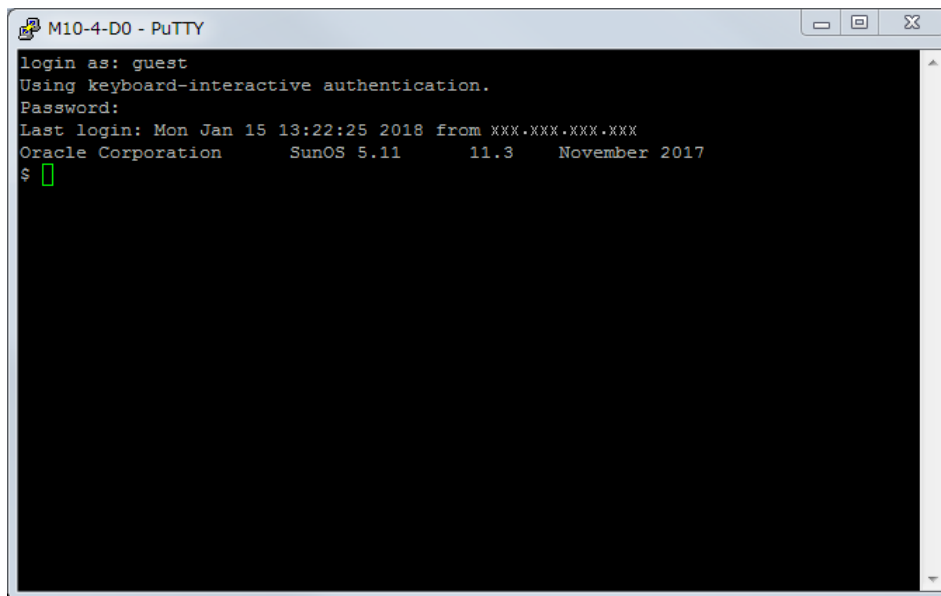 M10-4-D0 - PuTTY
login as: guest
Using keyboard-interactive authentication.
Password:
Last login: Mon Jan 15 13:22:25 2018 from xxx.xxx.xxx.xxx
Oracle Corporation      SunOS 5.11      11.3    November 2017
$